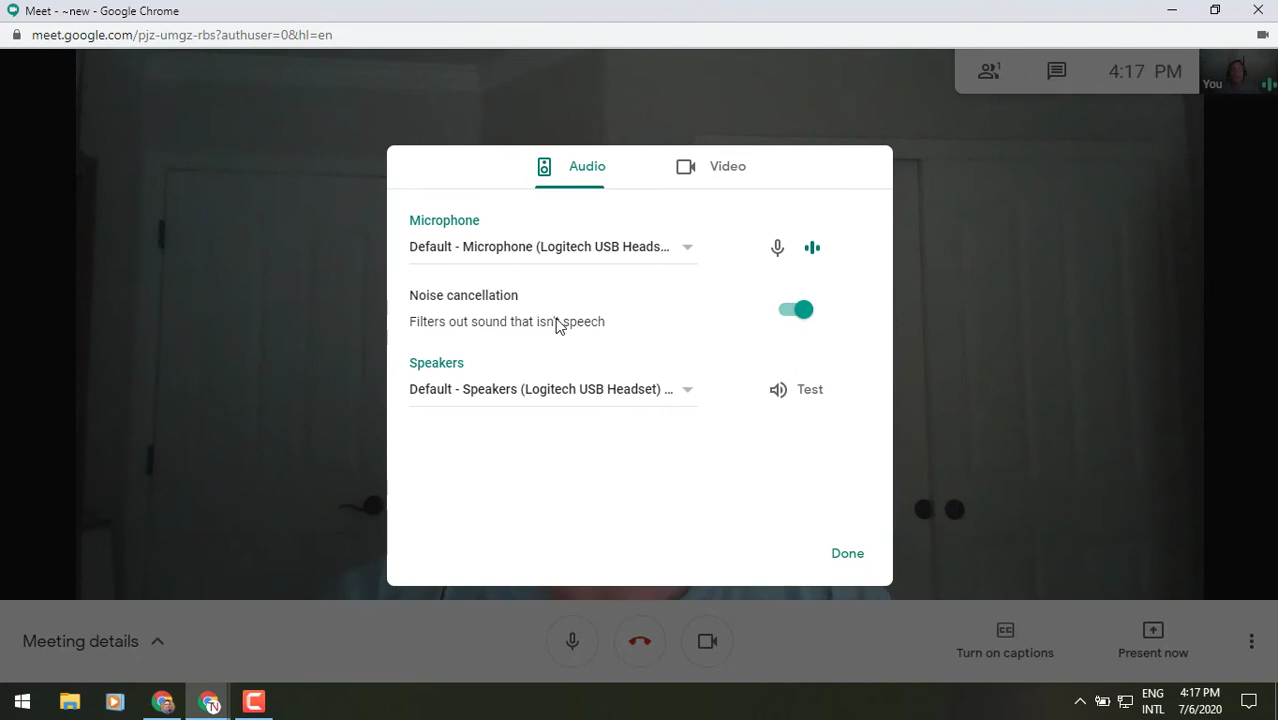 Meet - ~new - Google Chrome
meet.google.com/pjz-umgz-rbs?authuser=0&hl=en
1
4:17 PM
You
Audio
Video
Microphone
Default - Microphone (Logitech USB Heads...
Noise cancellation
Filters out sound that isn't speech
Speakers
Default - Speakers (Logitech USB Headset) ...
Test
Done
Meeting details
CC
Turn on captions
Present now
N
C
ENG
INTL
4:17 PM
7/6/2020